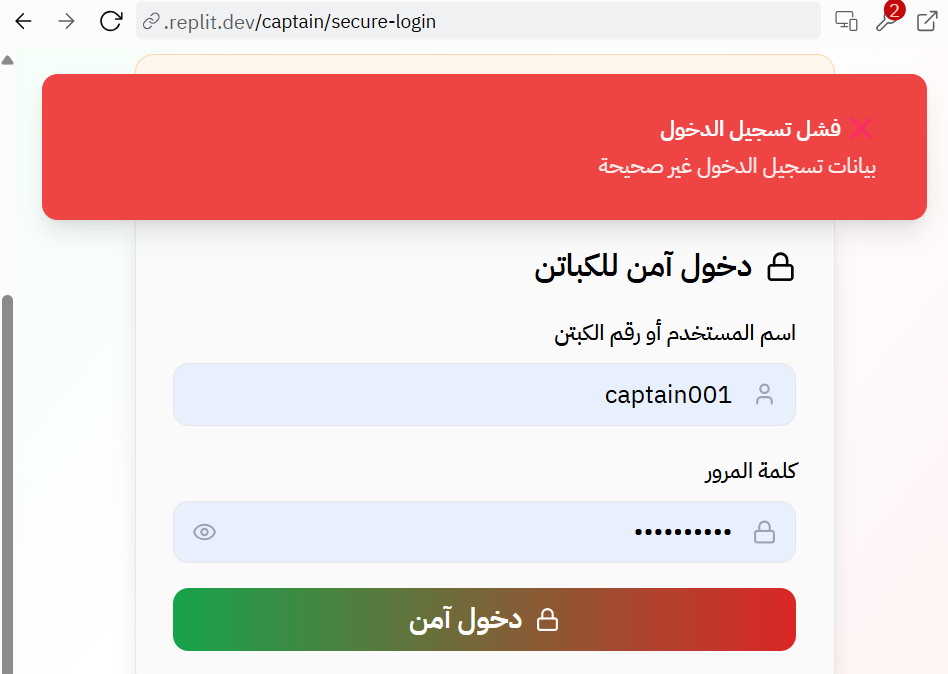 .replit.dev/captain/secure-login
2
فشل تسجيل الدخول
بيانات تسجيل الدخول غير صحيحة
دخول آمن للكباتن
اسم المستخدم أو رقم الكبتن
captain001
كلمة المرور
••••••••••
دخول آمن